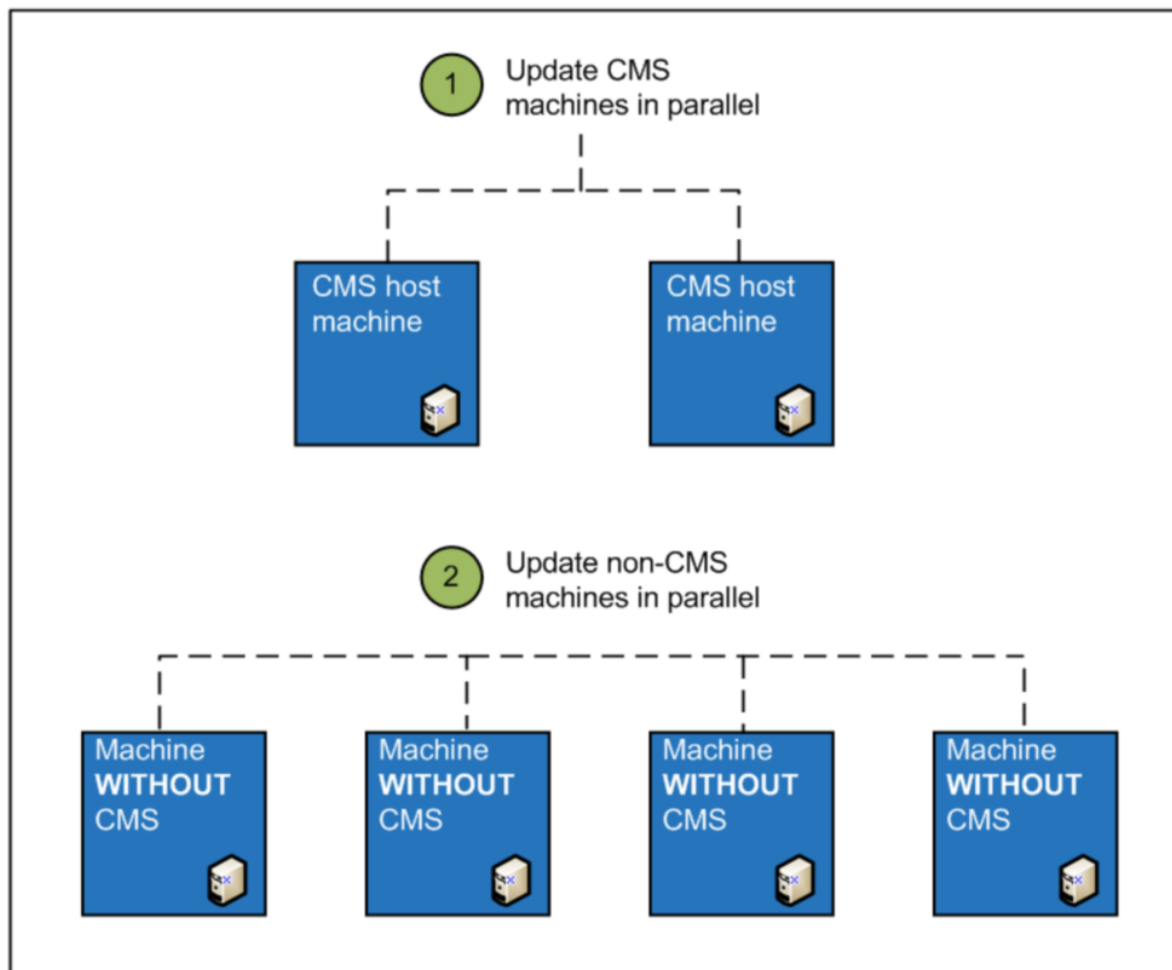 1
Update CMS
machines in parallel
CMS host
machine
CMS host
machine
2
Update non-CMS
machines in parallel
Machine
WITHOUT
CMS
Machine
WITHOUT
CMS
Machine
WITHOUT
CMS
Machine
WITHOUT
CMS